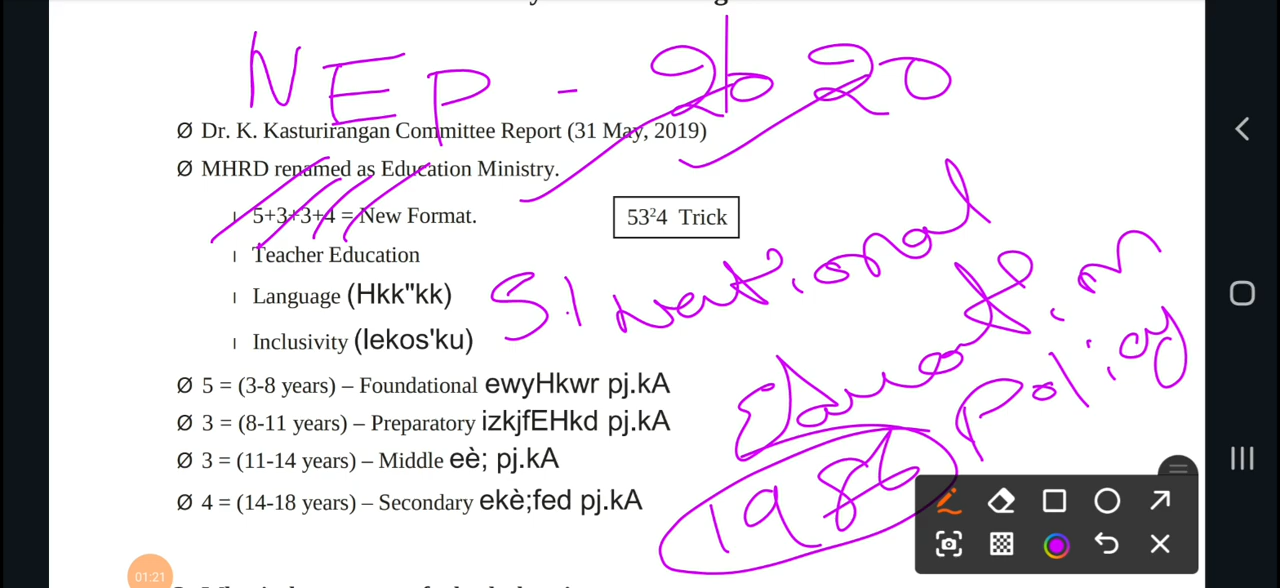 NEP - 2020
Ø Dr. K. Kasturirangan Committee Report (31 May, 2019)
Ø MHRD renamed as Education Ministry.
l 5+3+3+4 = New Format.
53²4 Trick
l Teacher Education
l Language (Hkk"kk)
l Inclusivity (lekos'ku)
National
Education
Policy
Ø 5 = (3-8 years) – Foundational ewyHkwr pj.kA
Ø 3 = (8-11 years) – Preparatory izkjfEHkd pj.kA
Ø 3 = (11-14 years) – Middle eè; pj.kA
Ø 4 = (14-18 years) – Secondary ekè;fed pj.kA
1986
01:21